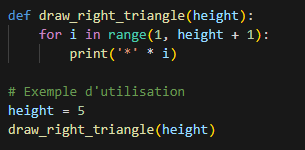 def draw_right_triangle(height):
    for i in range(1, height + 1):
        print('*' * i)

# Exemple d'utilisation
height = 5
draw_right_triangle(height)